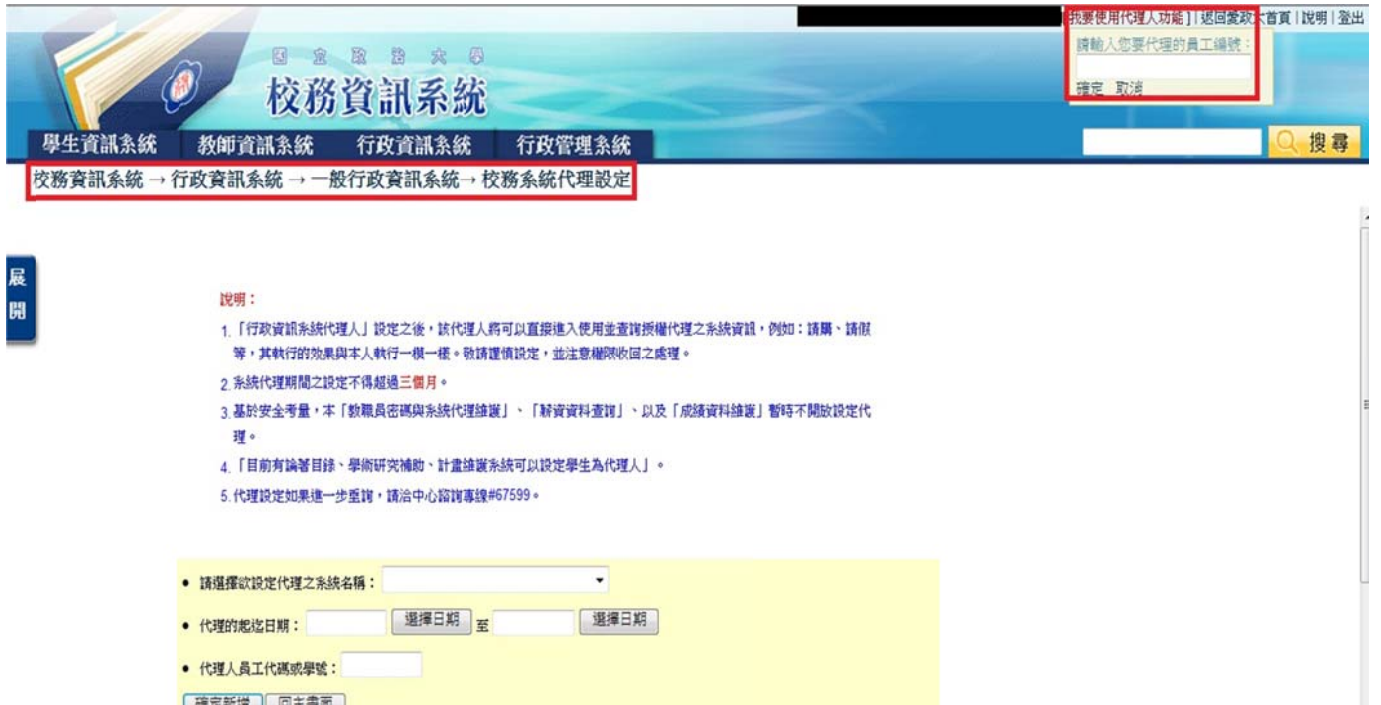 我要使用代理人功能 ] | 返回愛政大首頁 | 說明 | 登出
請輸入您要代理的員工編號：
確定 取消
國立政治大學
校務資訊系統
學生資訊系統 教師資訊系統 行政資訊系統 行政管理系統
搜尋
校務資訊系統 → 行政資訊系統 → 一般行政資訊系統→ 校務系統代理設定
展開
說明：
1.「行政資訊系統代理人」設定之後，該代理人將可以直接進入使用並查詢授權代理之系統資訊，例如：請購、請假
等，其執行的效果與本人執行一模一樣。敬請謹慎設定，並注意權限收回之處理。
2.系統代理期間之設定不得超過三個月。
3.基於安全考量，本「教職員密碼與系統代理維護」、「薪資資料查詢」、以及「成績資料維護」暫時不開放設定代
理。
4.「目前有論著目錄、學術研究補助、計畫維護系統可以設定學生為代理人」。
5.代理設定如果進一步查詢，請洽中心諮詢專線#67599。
• 請選擇欲設定代理之系統名稱：
• 代理的起迄日期： 選擇日期 至 選擇日期
• 代理人員工代碼或學號：
確定新增 回主畫面